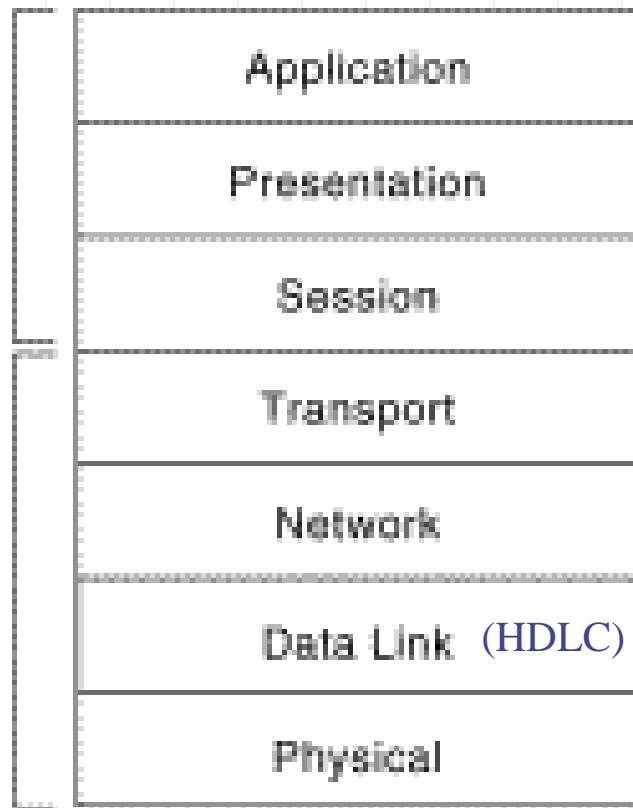 Application
Presentation
Session
Transport
Network
Data Link (HDLC)
Physical